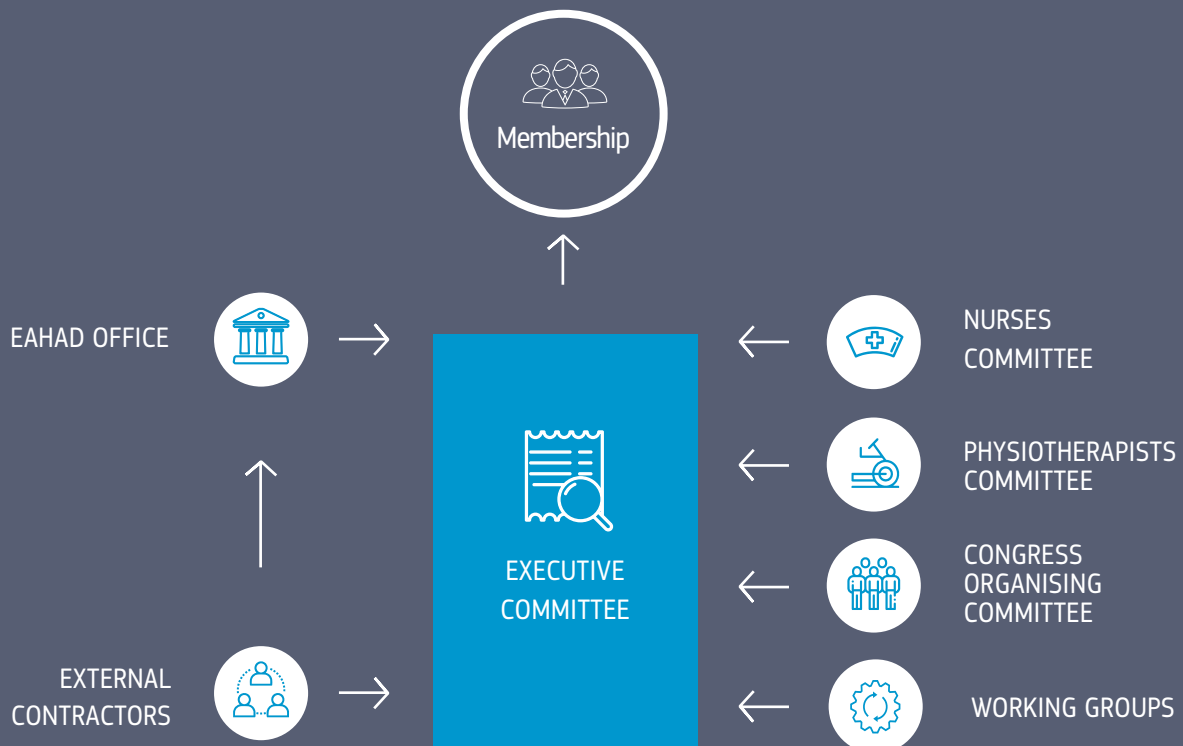 Membership
EAHAD OFFICE
NURSES
COMMITTEE
PHYSIOTHERAPISTS
COMMITTEE
EXECUTIVE
COMMITTEE
CONGRESS
ORGANISING
COMMITTEE
EXTERNAL
CONTRACTORS
WORKING GROUPS